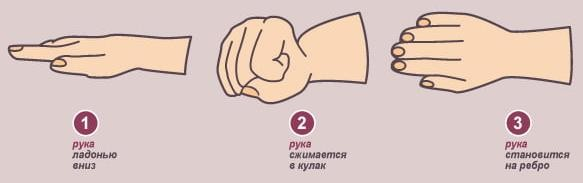 1
рука
ладонью
вниз
2
рука
сжимается
в кулак
3
рука
становится
на ребро